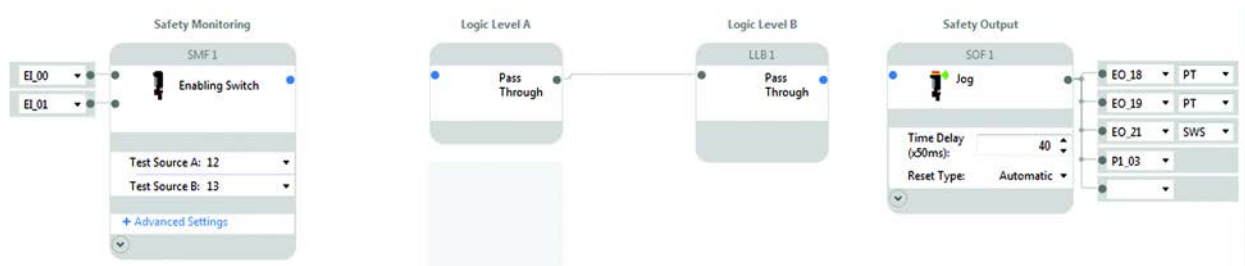 Safety Monitoring
Logic Level A
Logic Level B
Safety Output
SMF 1
EI_00
EI_01
Enabling Switch
Test Source A: 12
Test Source B: 13
+ Advanced Settings
Pass
Through
LLB 1
Pass
Through
SOF 1
Jog
Time Delay
(x50ms):
40
Reset Type: Automatic
EO_18 PT
EO_19 PT
EO_21 SWS
P1_03